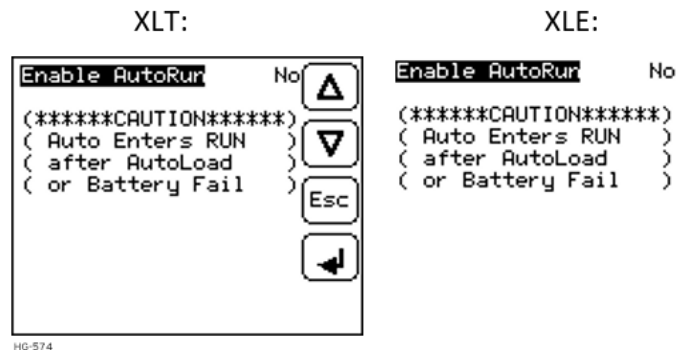 XLT:
Enable AutoRun No
(******CAUTION******)
( Auto Enters RUN )
( after AutoLoad )
( or Battery Fail )
Esc
HG-574
XLE:
Enable AutoRun No
(******CAUTION******)
( Auto Enters RUN )
( after AutoLoad )
( or Battery Fail )